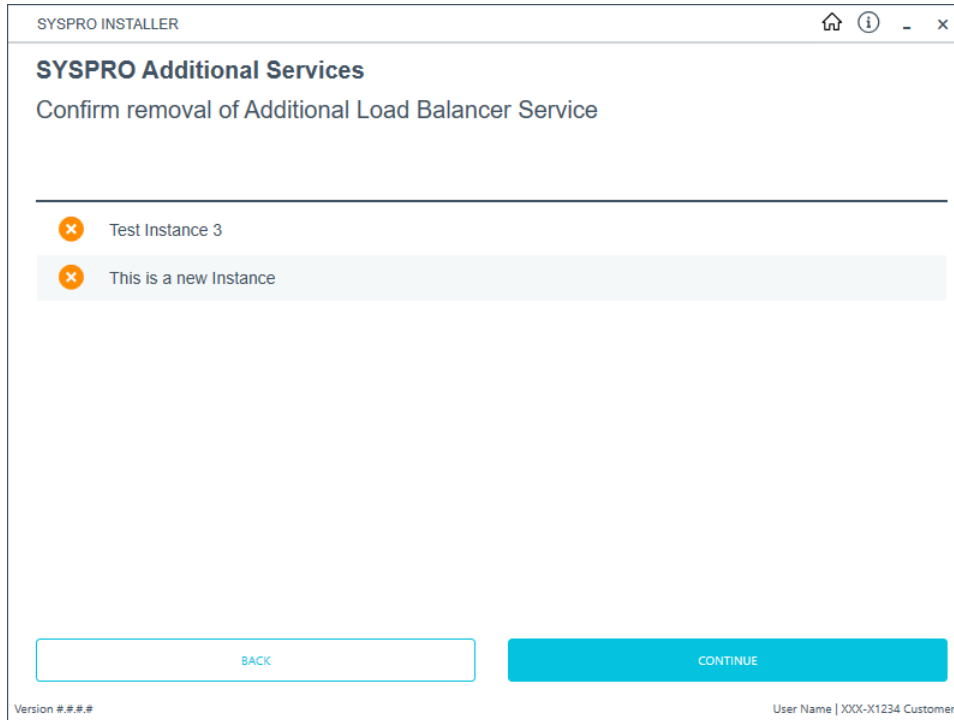 SYSPRO INSTALLER
SYSPRO Additional Services
Confirm removal of Additional Load Balancer Service
Test Instance 3
This is a new Instance
BACK
CONTINUE
Version #.#.#.#
User Name | XXX-X1234 Customer